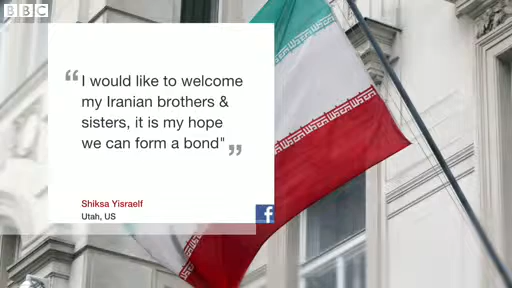 BBC
“I would like to welcome
my Iranian brothers &
sisters, it is my hope
we can form a bond" ”
Shiksa Yisraelf
Utah, US
f